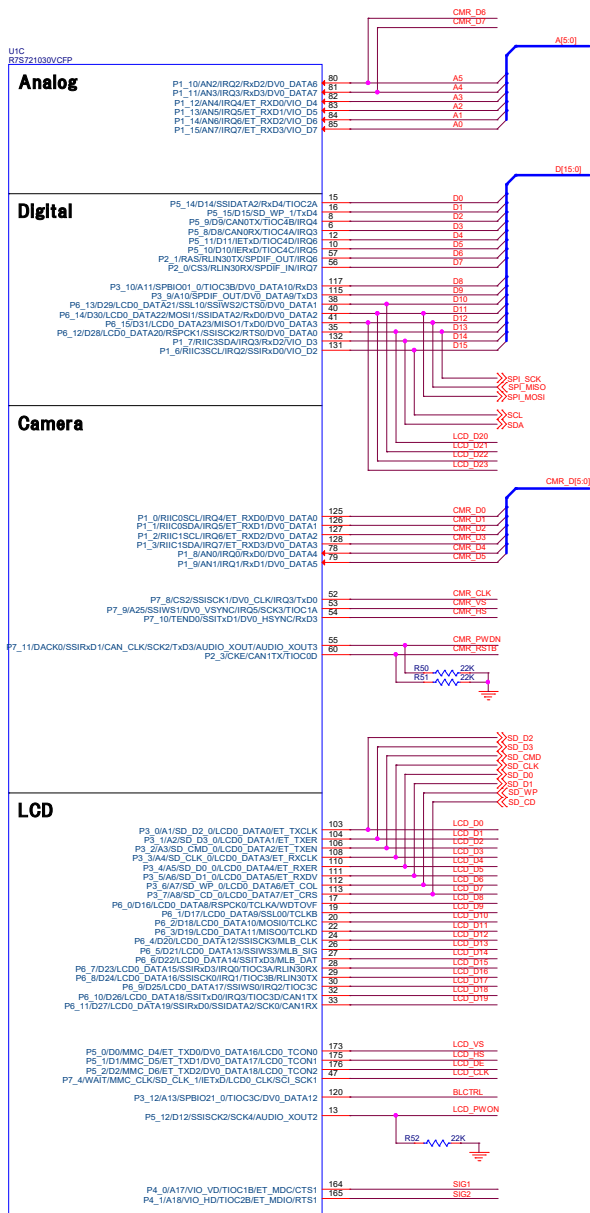 CMR_D6
CMR_D7
A[5:0]
U1C
R7S721030VCFP
Analog
P1_10/AN2/IRQ2/RxD2/DV0_DATA6 80 A5
P1_11/AN3/IRQ3/RxD3/DV0_DATA7 81 A4
P1_12/AN4/IRQ4/ET_RXD0/VIO_D4 82 A3
P1_13/AN5/IRQ5/ET_RXD1/VIO_D5 83 A2
P1_14/AN6/IRQ6/ET_RXD2/VIO_D6 84 A1
P1_15/AN7/IRQ7/ET_RXD3/VIO_D7 85 A0
D[15:0]
Digital
P5_14/D14/SSIDATA2/RxD4/TIOC2A 15 D0
P5_15/D15/SD_WP_1/TxD4 16 D1
P5_9/D9/CAN0TX/TIOC4B/IRQ4 8 D2
P5_8/D8/CAN0RX/TIOC4A/IRQ3 6 D3
P5_11/D11/IETxD/TIOC4D/IRQ6 12 D4
P5_10/D10/IERxD/TIOC4C/IRQ5 10 D5
P2_1/RAS/RLIN30TX/SPDIF_OUT/IRQ6 57 D6
P2_0/CS3/RLIN30RX/SPDIF_IN/IRQ7 56 D7
P3_10/A11/SPBIO01_0/TIOC3B/DV0_DATA10/RxD3 117 D8
P3_9/A10/SPDIF_OUT/DV0_DATA9/TxD3 115 D9
P6_13/D29/LCD0_DATA21/SSL10/SSIWS2/CTS0/DV0_DATA1 38 D10
P6_14/D30/LCD0_DATA22/MOSI1/SSIDATA2/RxD0/DV0_DATA2 40 D11
P6_15/D31/LCD0_DATA23/MISO1/TxD0/DV0_DATA3 41 D12
P6_12/D28/LCD0_DATA20/RSPCK1/SSISCK2/RTS0/DV0_DATA0 35 D13
P1_7/RIIC3SDA/IRQ3/RxD2/VIO_D3 132 D14
P1_6/RIIC3SCL/IRQ2/SSIRxD0/VIO_D2 131 D15
SPI_SCK
SPI_MISO
SPI_MOSI
Camera
SCL
SDA
LCD_D20
LCD_D21
LCD_D22
LCD_D23
CMR_D[5:0]
P1_0/RIIC0SCL/IRQ4/ET_RXD0/DV0_DATA0 125 CMR_D0
P1_1/RIIC0SDA/IRQ5/ET_RXD1/DV0_DATA1 126 CMR_D1
P1_2/RIIC1SCL/IRQ6/ET_RXD2/DV0_DATA2 127 CMR_D2
P1_3/RIIC1SDA/IRQ7/ET_RXD3/DV0_DATA3 128 CMR_D3
P1_8/AN0/IRQ0/RxD0/DV0_DATA4 78 CMR_D4
P1_9/AN1/IRQ1/RxD1/DV0_DATA5 79 CMR_D5
P7_8/CS2/SSISCK1/DV0_CLK/IRQ3/TxD0 52 CMR_CLK
P7_9/A25/SSIWS1/DV0_VSYNC/IRQ5/SCK3/TIOC1A 53 CMR_VS
P7_10/TEND0/SSITxD1/DV0_HSYNC/RxD3 54 CMR_HS
P7_11/DACK0/SSIRxD1/CAN_CLK/SCK2/TxD3/AUDIO_XOUT/AUDIO_XOUT3 55 CMR_PWDN
P2_3/CKE/CAN1TX/TIOC0D 60 CMR_RSTB
R50 22K
R51 22K
SD_D2
SD_D3
SD_CMD
SD_CLK
SD_D0
SD_D1
SD_WP
SD_CD
LCD
P3_0/A1/SD_D2_0/LCD0_DATA0/ET_TXCLK 103 LCD_D0
P3_1/A2/SD_D3_0/LCD0_DATA1/ET_TXER 104 LCD_D1
P3_2/A3/SD_CMD_0/LCD0_DATA2/ET_TXEN 106 LCD_D2
P3_3/A4/SD_CLK_0/LCD0_DATA3/ET_RXCLK 108 LCD_D3
P3_4/A5/SD_D0_0/LCD0_DATA4/ET_RXER 110 LCD_D4
P3_5/A6/SD_D1_0/LCD0_DATA5/ET_RXDV 111 LCD_D5
P3_6/A7/SD_WP_0/LCD0_DATA6/ET_COL 112 LCD_D6
P3_7/A8/SD_CD_0/LCD0_DATA7/ET_CRS 113 LCD_D7
P6_0/D16/LCD0_DATA8/RSPCK0/TCLKA/WDTOVF 17 LCD_D8
P6_1/D17/LCD0_DATA9/SSL00/TCLKB 19 LCD_D9
P6_2/D18/LCD0_DATA10/MOSI0/TCLKC 20 LCD_D10
P6_3/D19/LCD0_DATA11/MISO0/TCLKD 22 LCD_D11
P6_4/D20/LCD0_DATA12/SSISCK3/MLB_CLK 24 LCD_D12
P6_5/D21/LCD0_DATA13/SSIWS3/MLB_SIG 26 LCD_D13
P6_6/D22/LCD0_DATA14/SSITxD3/MLB_DAT 27 LCD_D14
P6_7/D23/LCD0_DATA15/SSIRxD3/IRQ0/TIOC3A/RLIN30RX 28 LCD_D15
P6_8/D24/LCD0_DATA16/SSISCK0/IRQ1/TIOC3B/RLIN30TX 29 LCD_D16
P6_9/D25/LCD0_DATA17/SSIWS0/IRQ2/TIOC3C 30 LCD_D17
P6_10/D26/LCD0_DATA18/SSITxD0/IRQ3/TIOC3D/CAN1TX 32 LCD_D18
P6_11/D27/LCD0_DATA19/SSIRxD0/SSIDATA2/SCK0/CAN1RX 33 LCD_D19
P5_0/D0/MMC_D4/ET_TXD0/DV0_DATA16/LCD0_TCON0 173 LCD_VS
P5_1/D1/MMC_D5/ET_TXD1/DV0_DATA17/LCD0_TCON1 175 LCD_HS
P5_2/D2/MMC_D6/ET_TXD2/DV0_DATA18/LCD0_TCON2 176 LCD_DE
P7_4/WAIT/MMC_CLK/SD_CLK_1/IETxD/LCD0_CLK/SCI_SCK1 47 LCD_CLK
P3_12/A13/SPBIO21_0/TIOC3C/DV0_DATA12 120 BLCTRL
P5_12/D12/SSISCK2/SCK4/AUDIO_XOUT2 13 LCD_PWON
R52 22K
P4_0/A17/VIO_VD/TIOC1B/ET_MDC/CTS1 164 SIG1
P4_1/A18/VIO_HD/TIOC2B/ET_MDIO/RTS1 165 SIG2